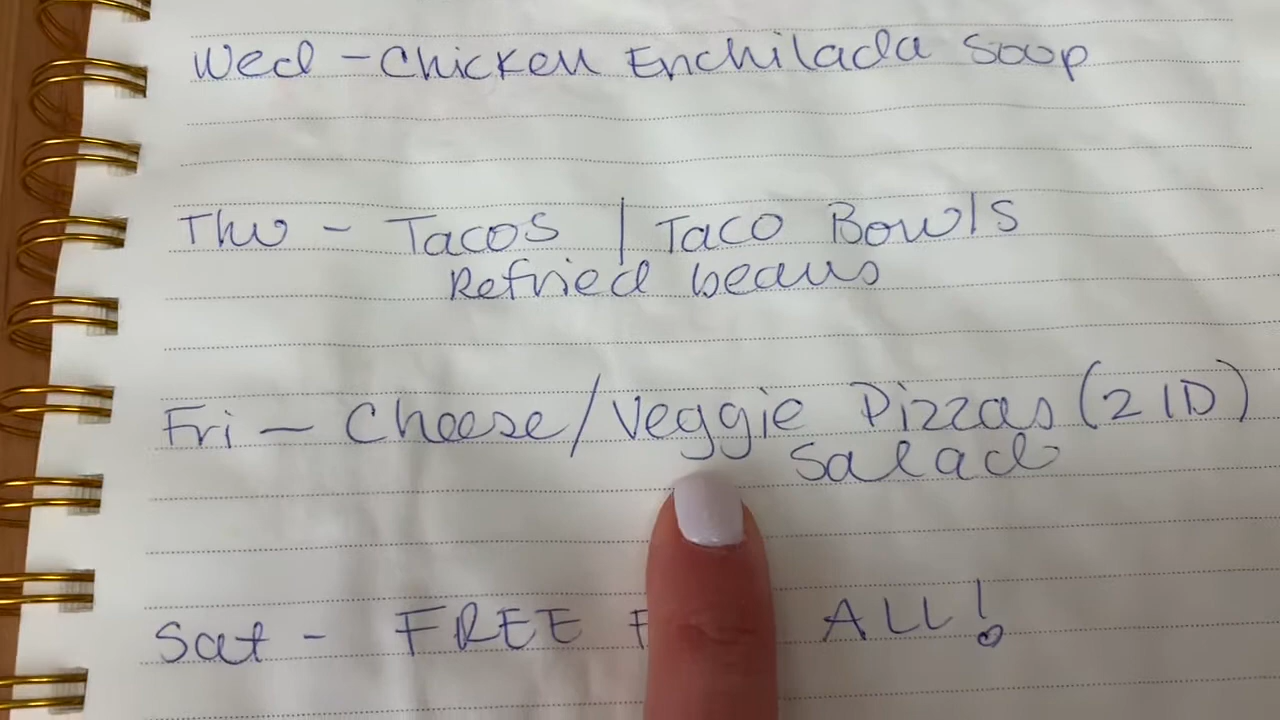 Wed - Chicken Enchilada Soup
Thu - Tacos | Taco Bowls
Refried beans
Fri - Cheese/Veggie Pizzas (2 ID)
Salad
Sat - FREE F ALL!